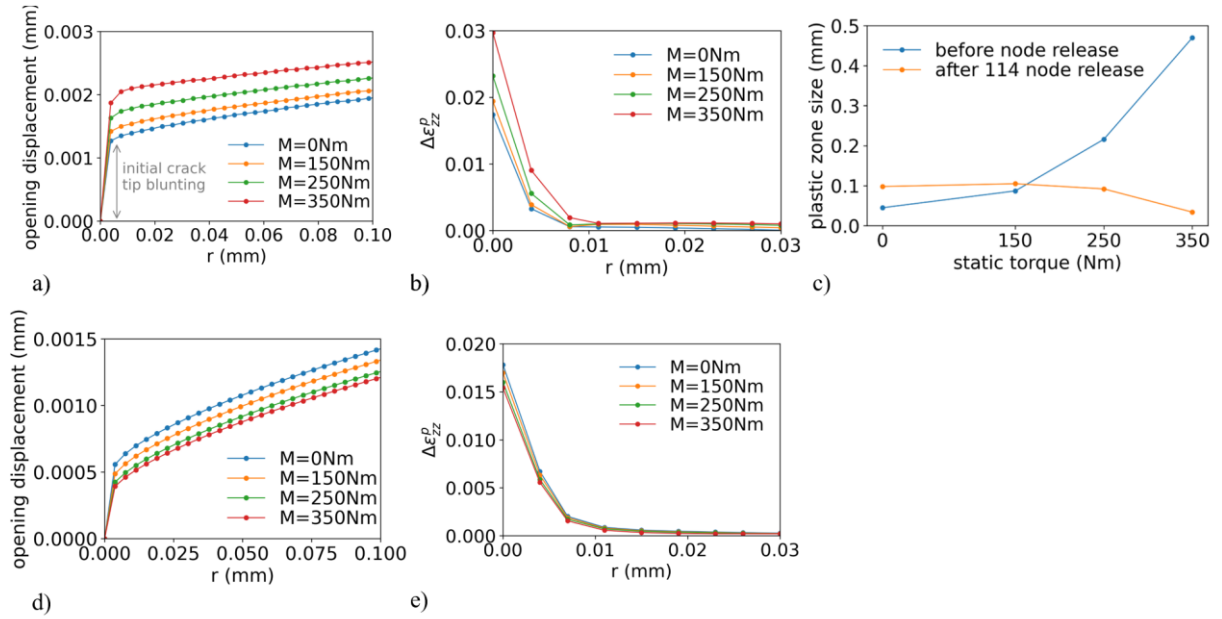 opening displacement (mm)
0.003
0.002
0.001
0.000
initial crack
tip blunting
M=0Nm
M=150Nm
M=250Nm
M=350Nm
0.00 0.02 0.04 0.06 0.08 0.10
r (mm)
a)
Δε^p_zz
0.03
0.02
0.01
0.00
M=0Nm
M=150Nm
M=250Nm
M=350Nm
0.00 0.01 0.02 0.03
r (mm)
b)
plastic zone size (mm)
0.5
0.4
0.3
0.2
0.1
0.0
before node release
after 114 node release
0 150 250 350
static torque (Nm)
c)
opening displacement (mm)
0.0015
0.0010
0.0005
0.0000
M=0Nm
M=150Nm
M=250Nm
M=350Nm
0.000 0.025 0.050 0.075 0.100
r (mm)
d)
Δε^p_zz
0.020
0.015
0.010
0.005
0.000
M=0Nm
M=150Nm
M=250Nm
M=350Nm
0.00 0.01 0.02 0.03
r (mm)
e)